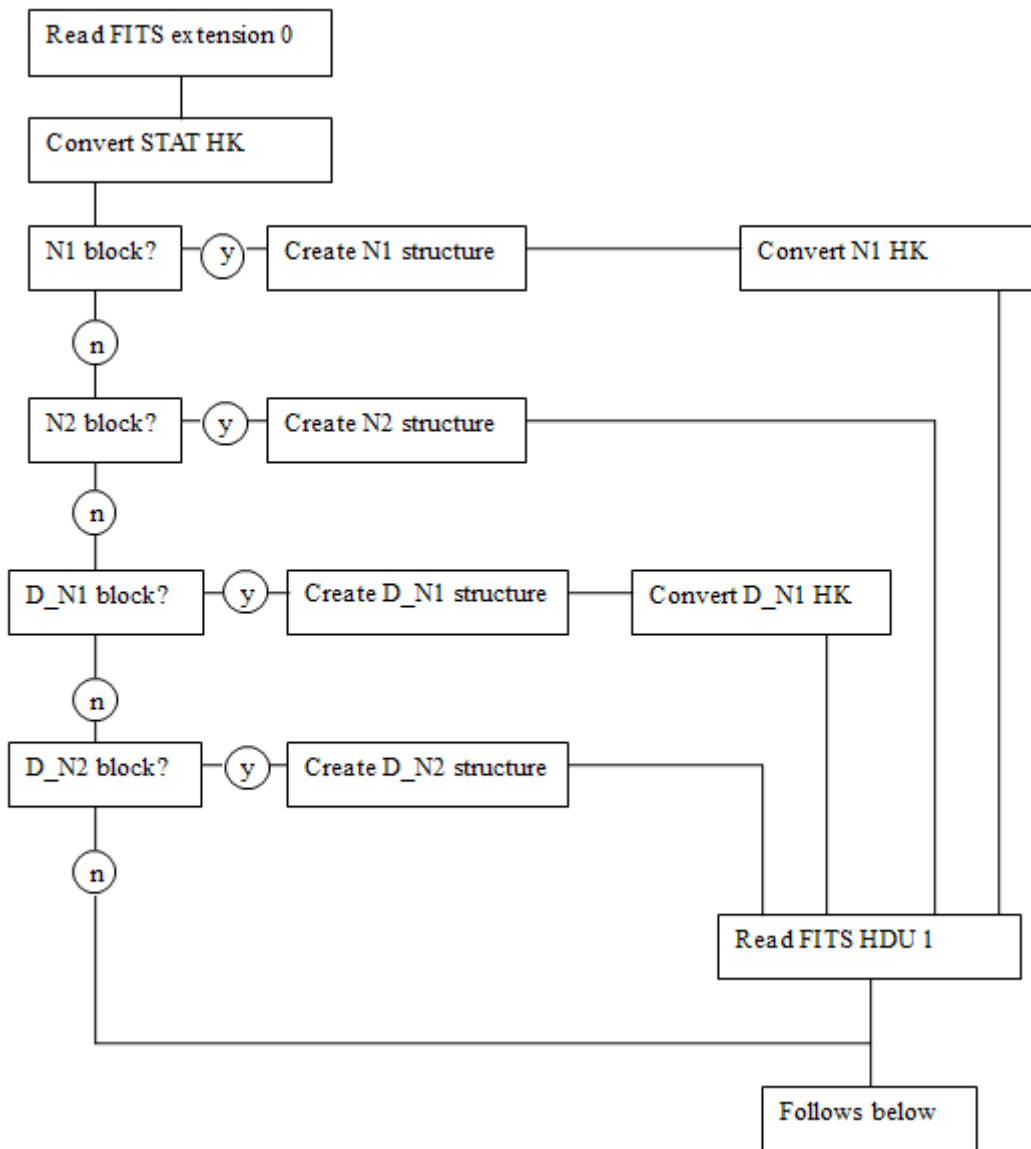 Read FITS extension 0
Convert STAT HK
N1 block?
y
Create N1 structure
Convert N1 HK
n
N2 block?
y
Create N2 structure
n
D_N1 block?
y
Create D_N1 structure
Convert D_N1 HK
n
D_N2 block?
y
Create D_N2 structure
n
Read FITS HDU 1
Follows below